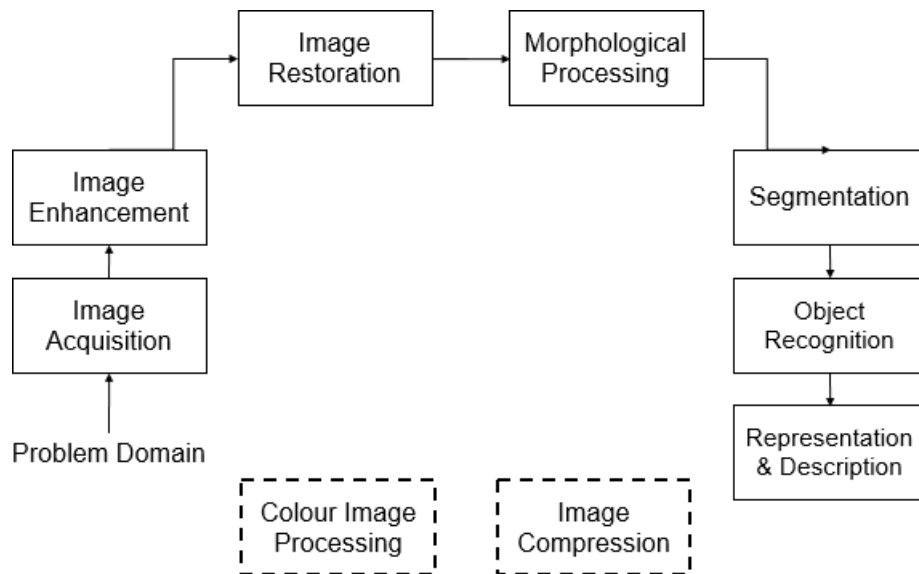 Image
Restoration
Morphological
Processing
Image
Enhancement
Segmentation
Image
Acquisition
Object
Recognition
Problem Domain
Representation
& Description
Colour Image
Processing
Image
Compression